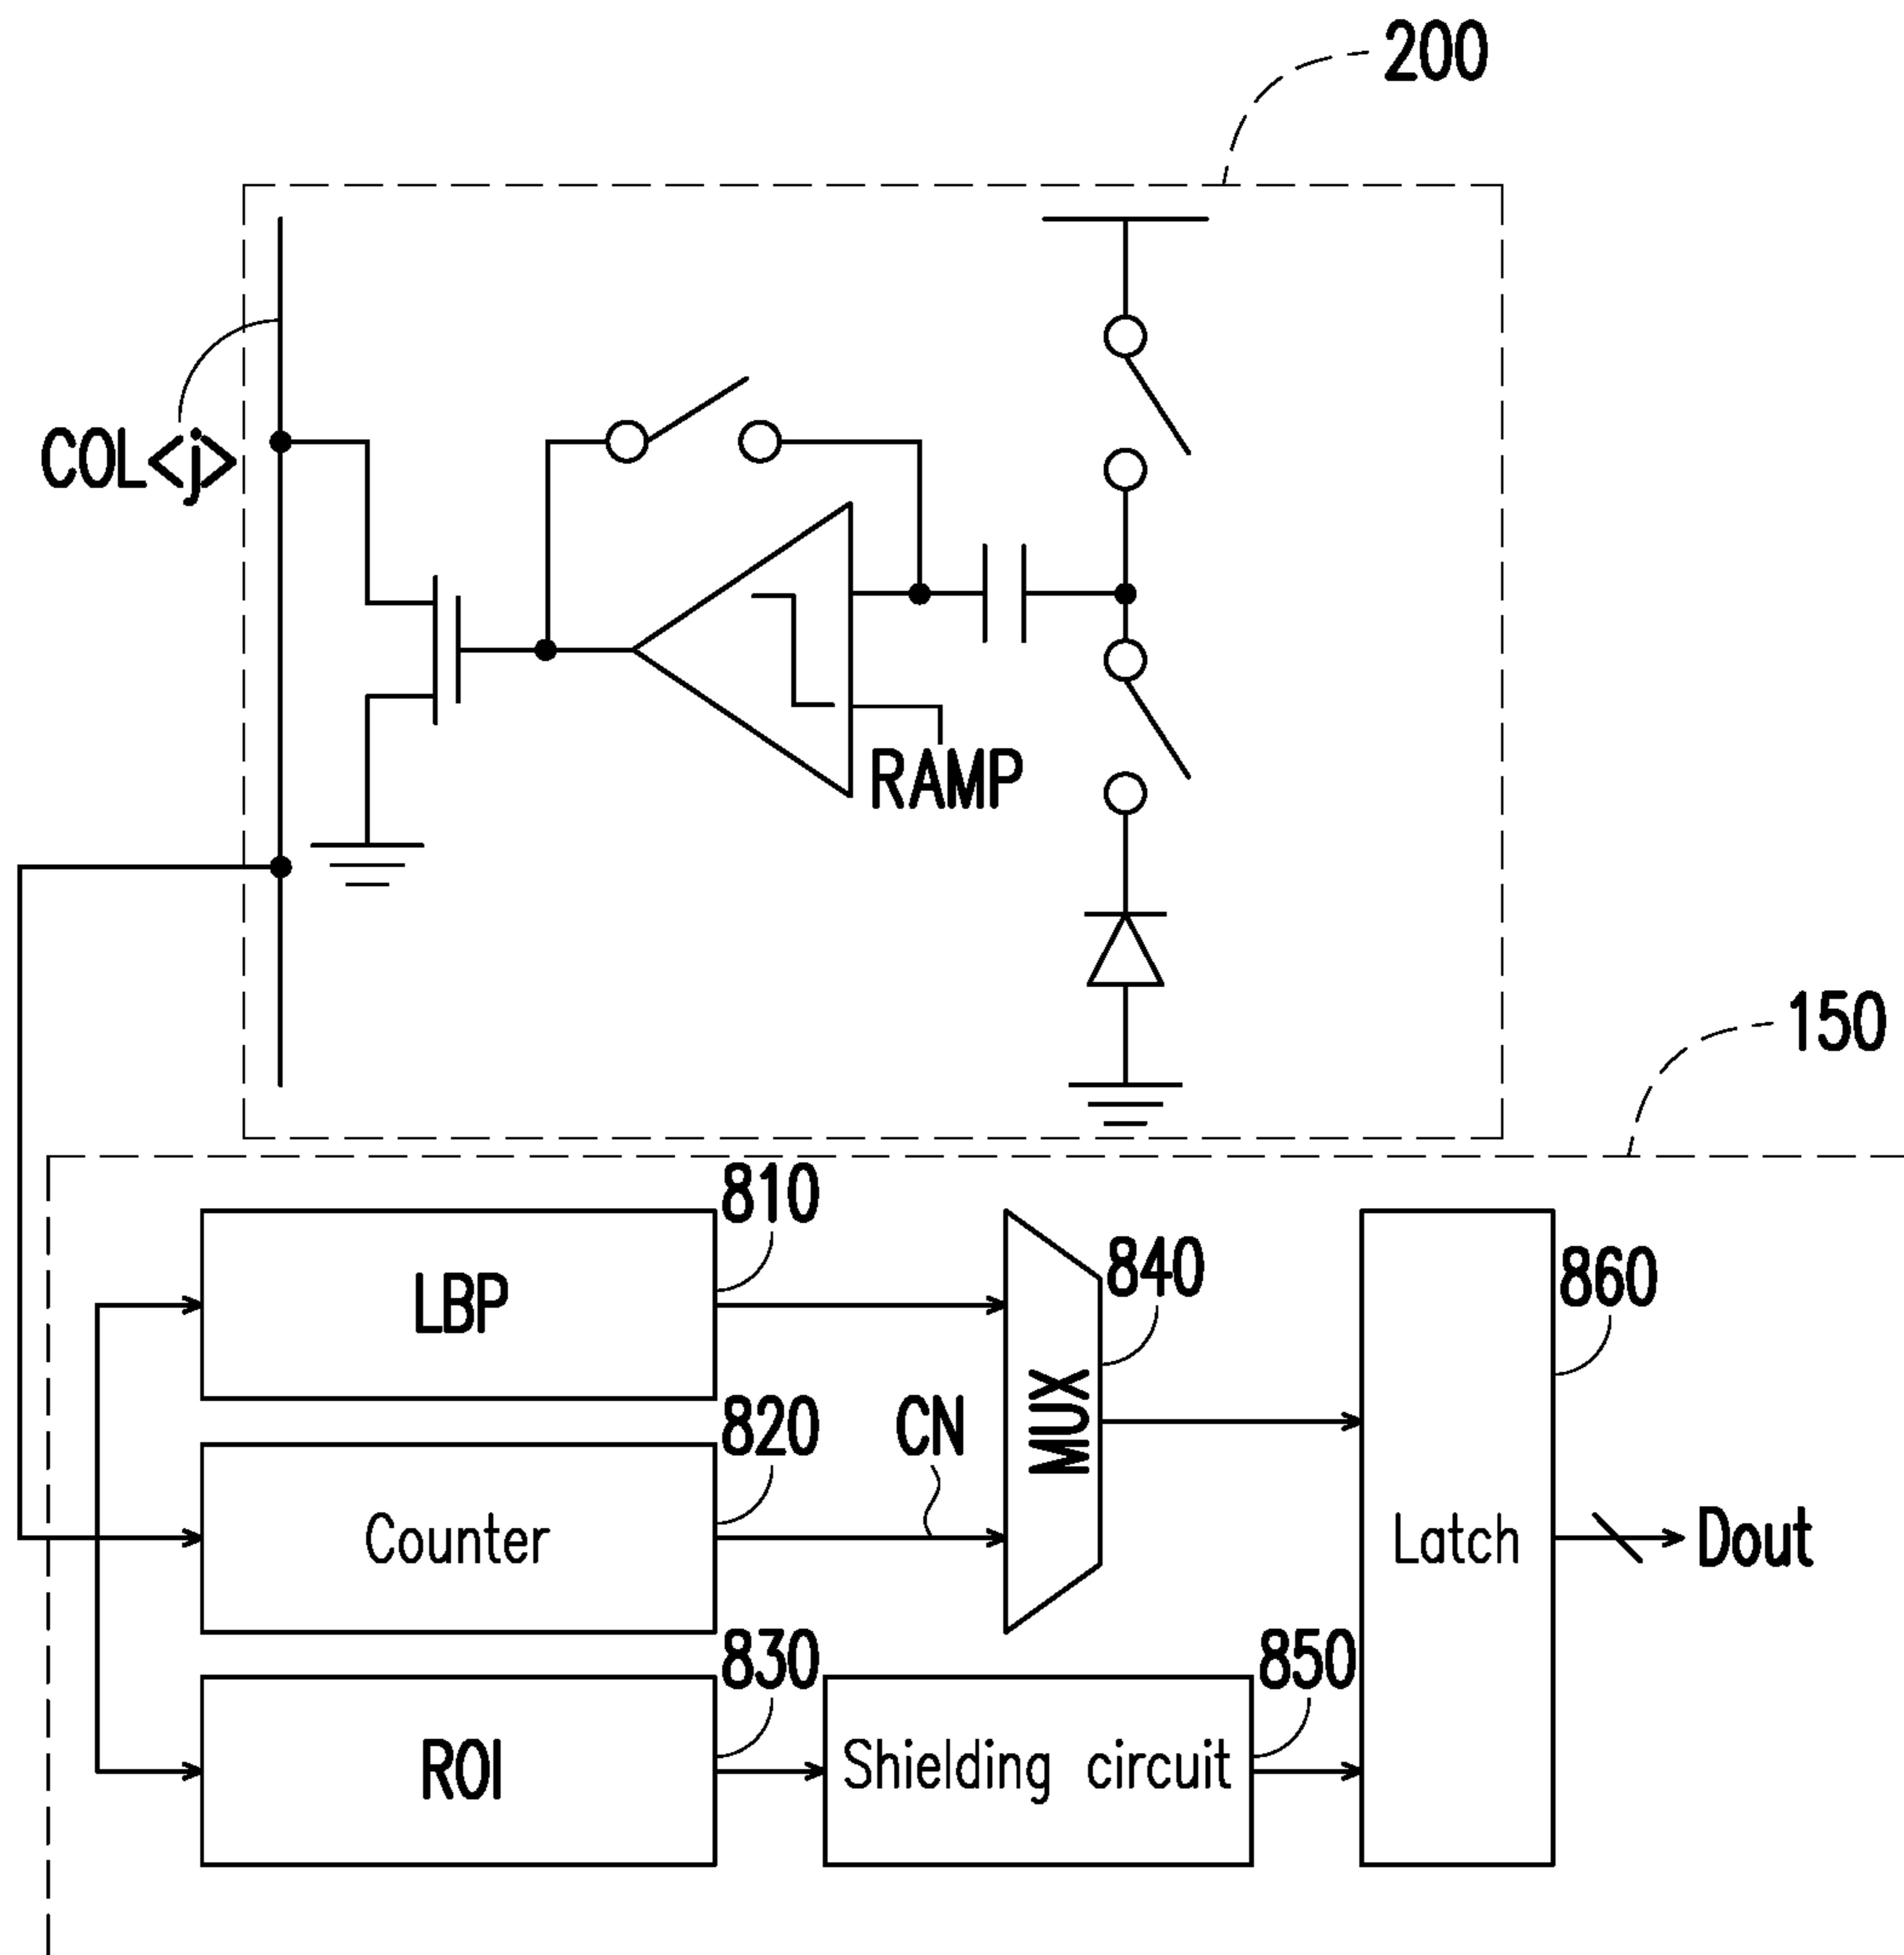 200
COL<j>
RAMP
150
810
LBP
840
860
820
CN
MUX
Counter
Latch
Dout
830
850
ROI
Shielding circuit